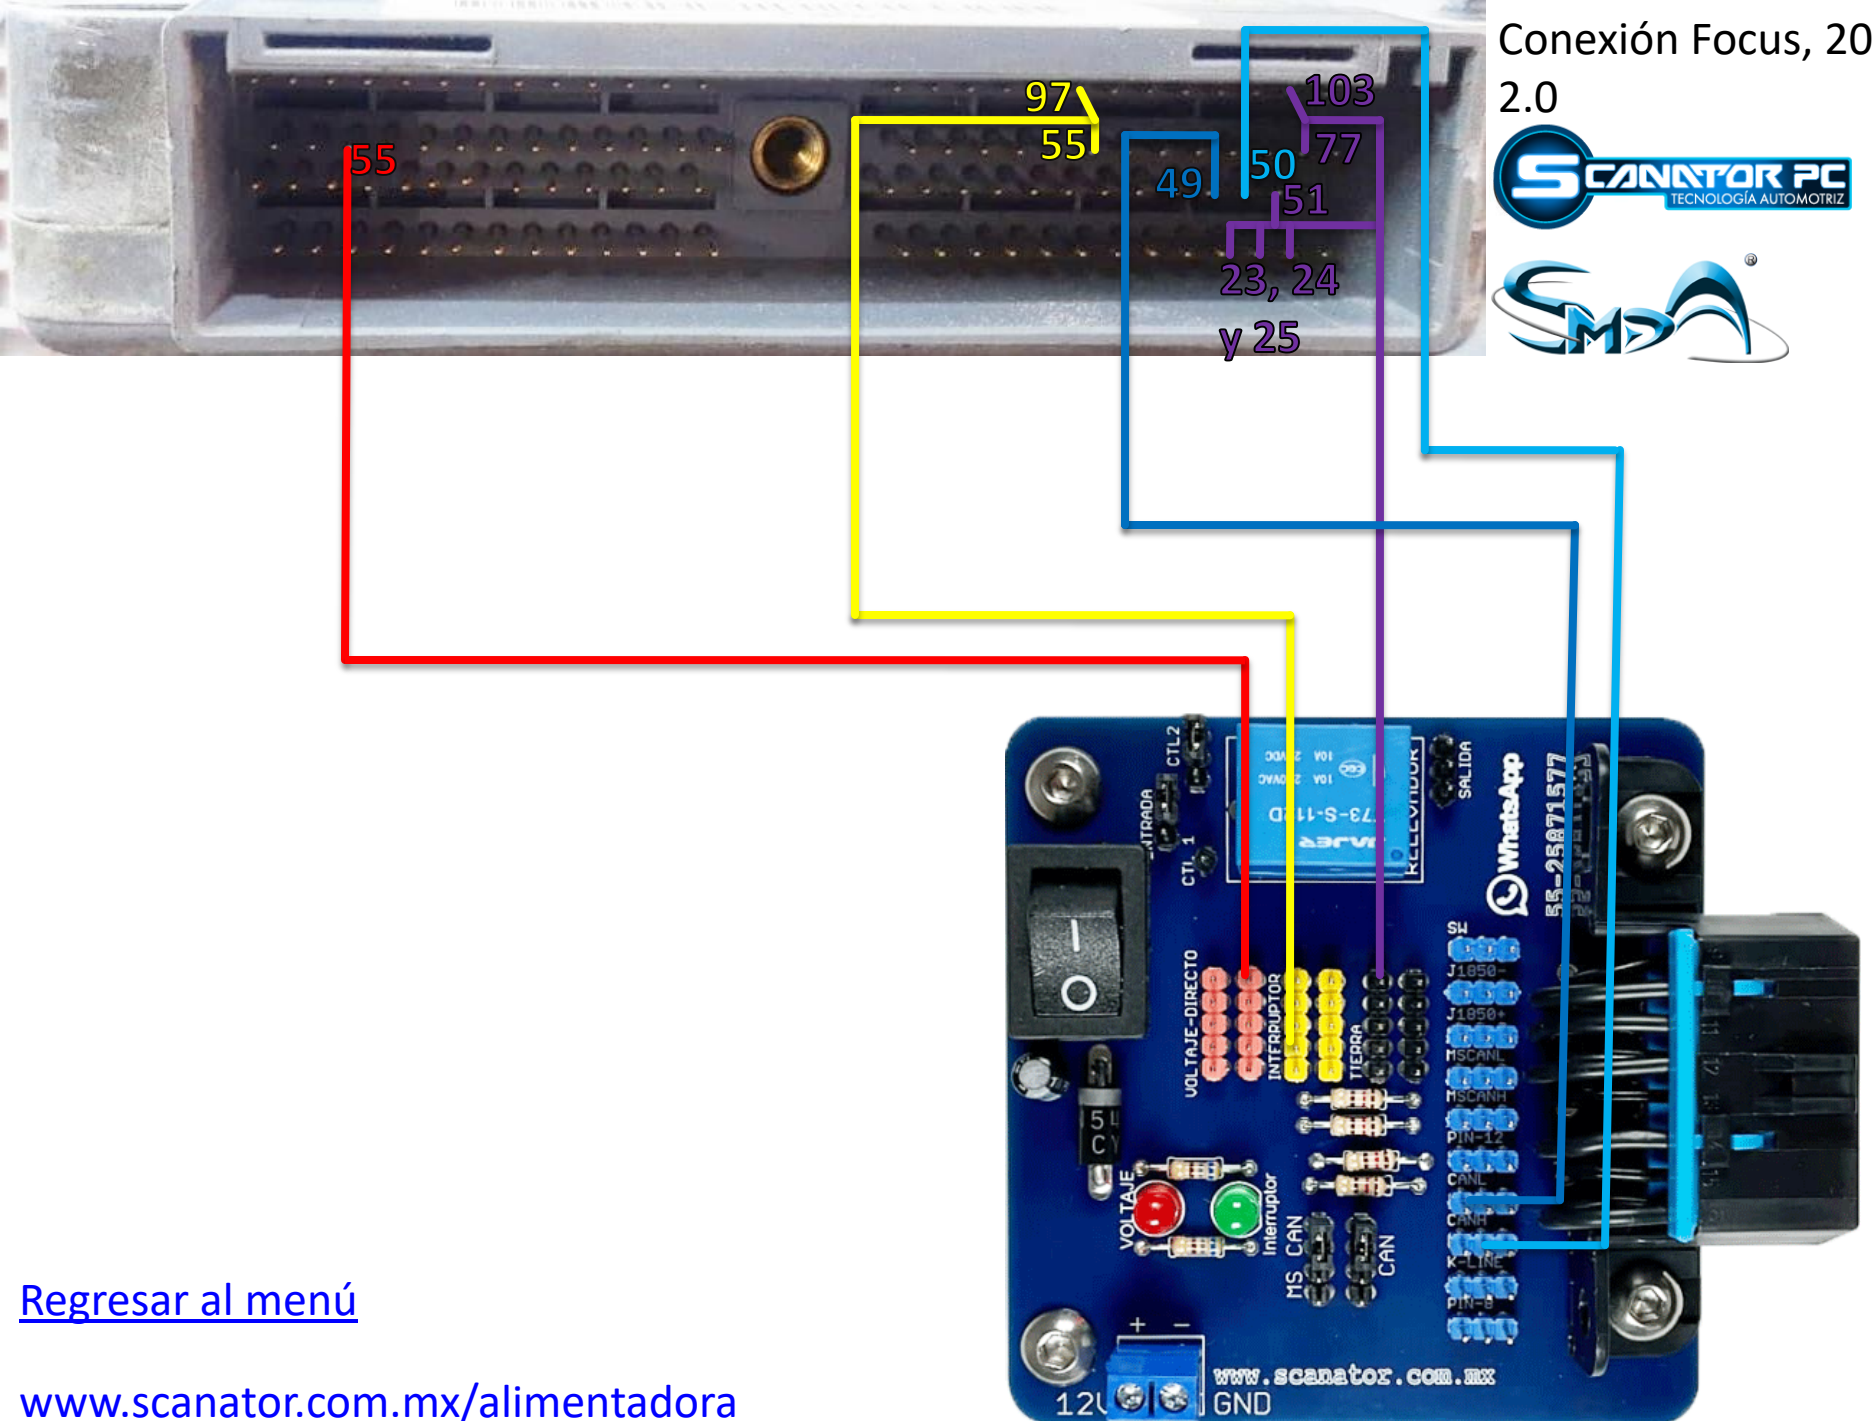 Conexión Focus, 20
2.0
SCANATOR PC
TECNOLOGÍA AUTOMOTRIZ
SMDA
®
97
55
103
77
55
49
50
51
23, 24
y 25
CTL2
ENTRADA
CTL 1
RELEVADOR
SALIDA
WhatsApp
55-25871577
SW
J1850-
J1850+
MSCANL
MSCANH
PIN-12
CANL
CANH
K-LINE
PIN-8
VOLTAJE-DIRECTO
INTERRUPTOR
TIERRA
VOLTAJE
Interruptor
MS CAN
CAN
+ -
www.scanator.com.mx
GND
Regresar al menú
www.scanator.com.mx/alimentadora